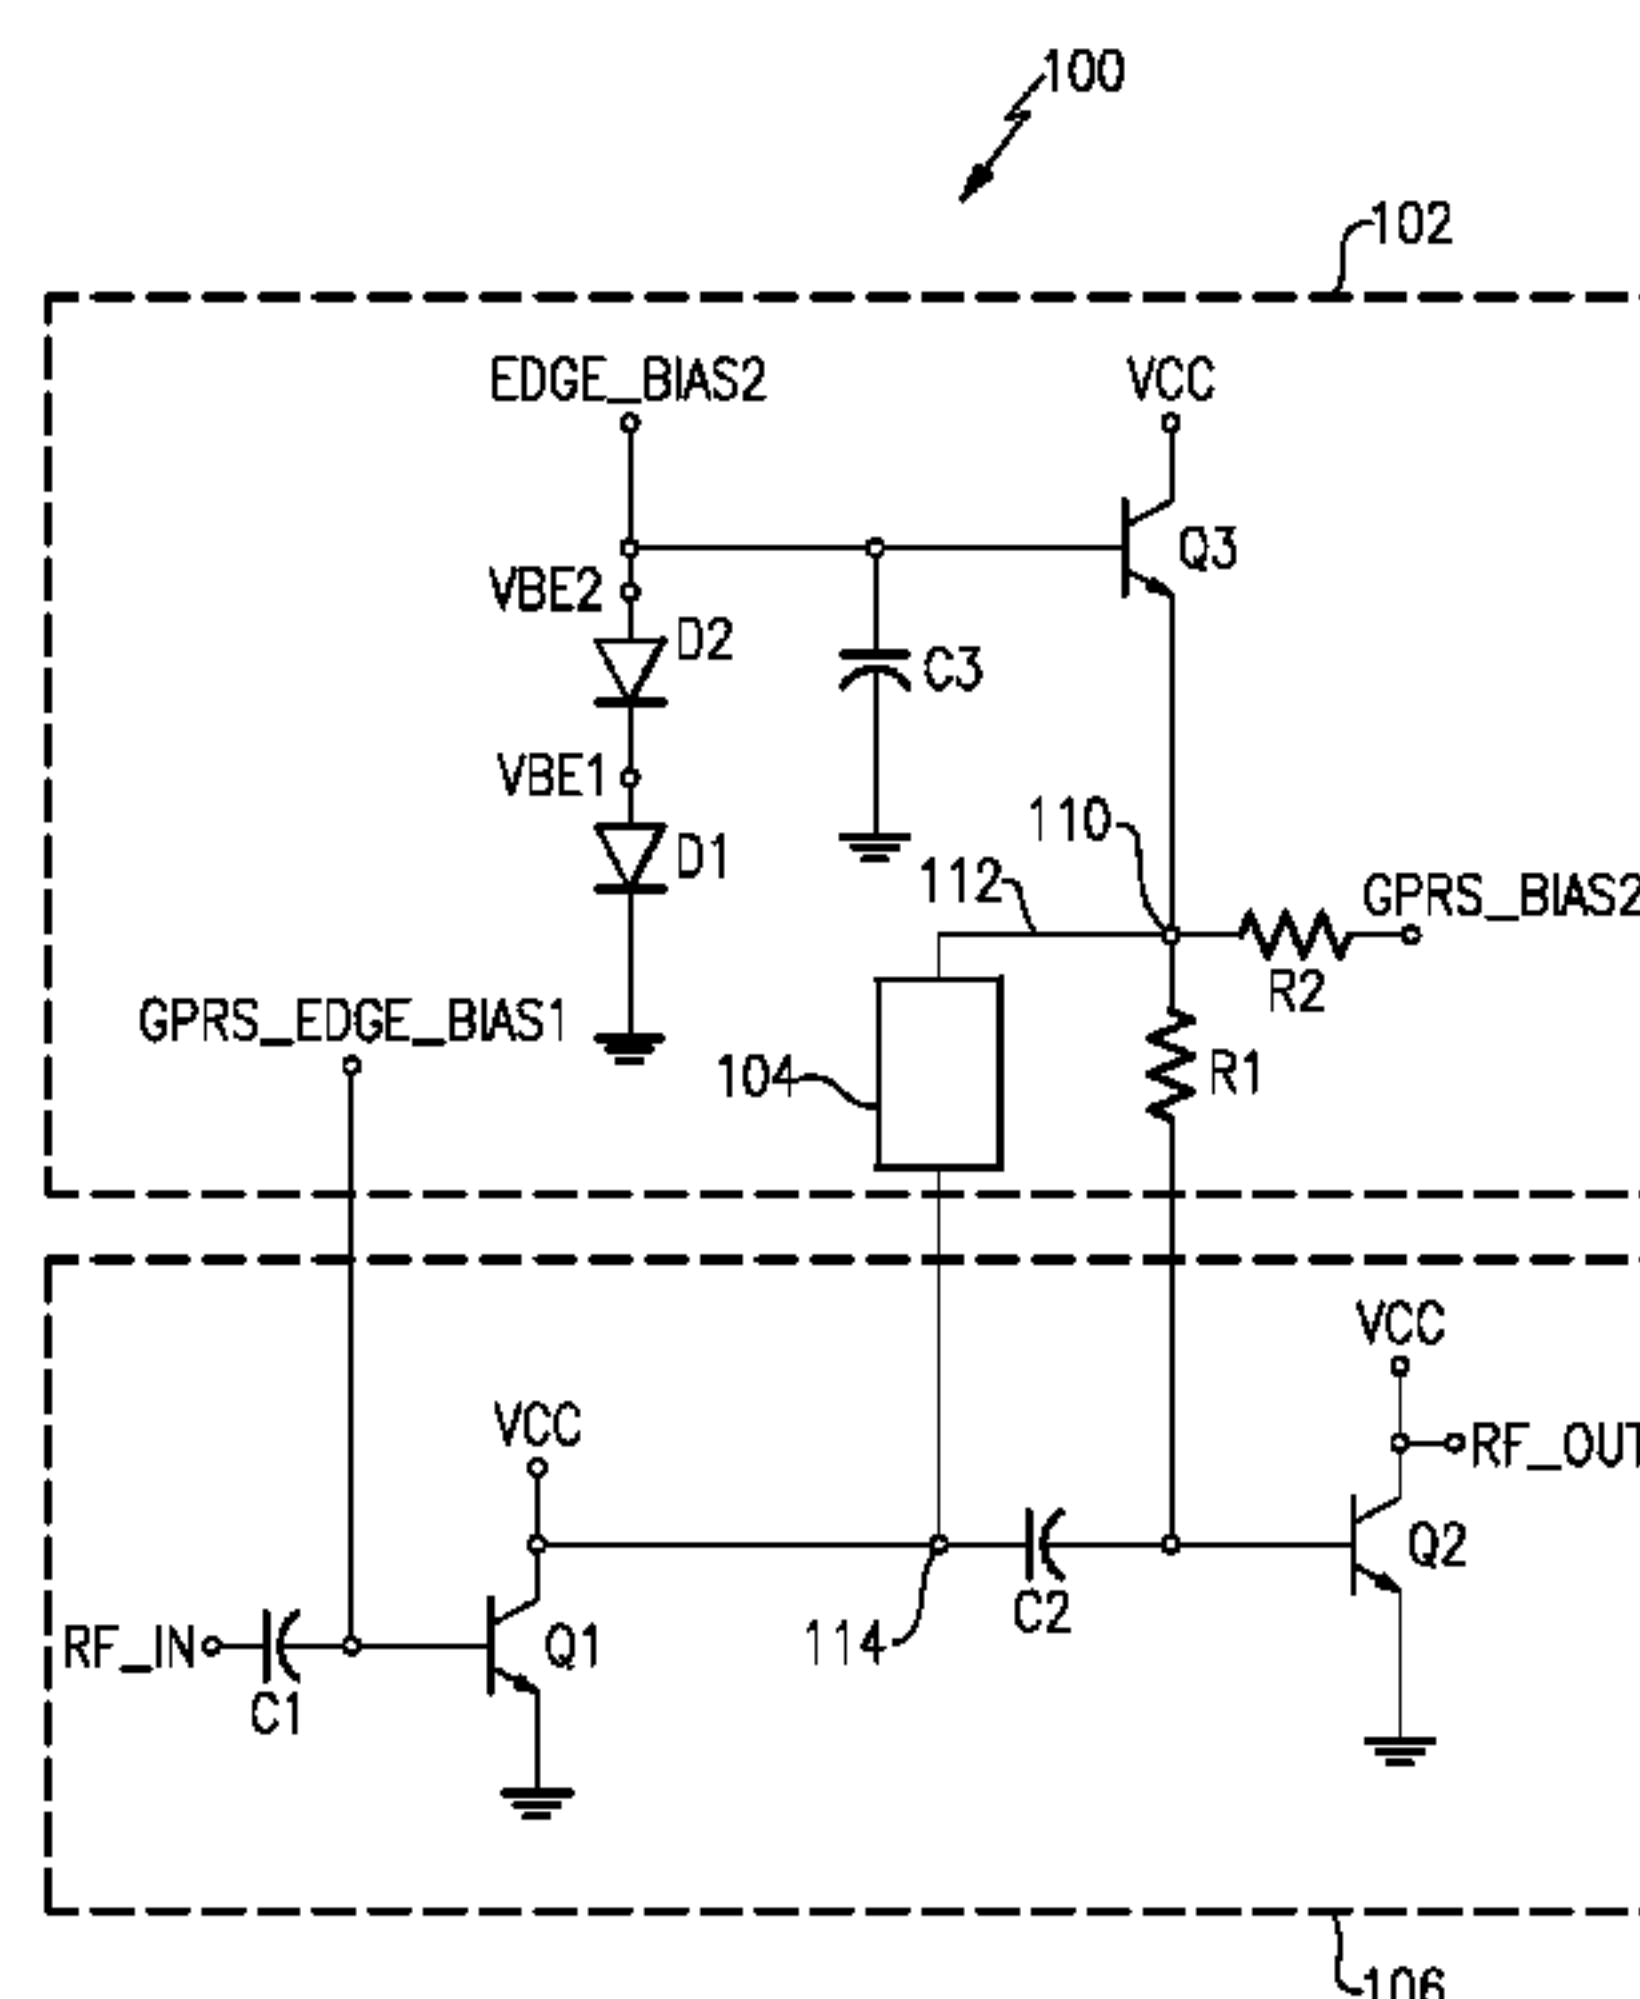 100
102
EDGE_BIAS2
VCC
Q3
VBE2
D2
C3
VBE1
D1
110
112
GPRS_BIAS2
R2
GPRS_EDGE_BIAS1
104
R1
VCC
VCC
RF_OUT
Q2
C2
RF_IN
Q1
114
C1
106